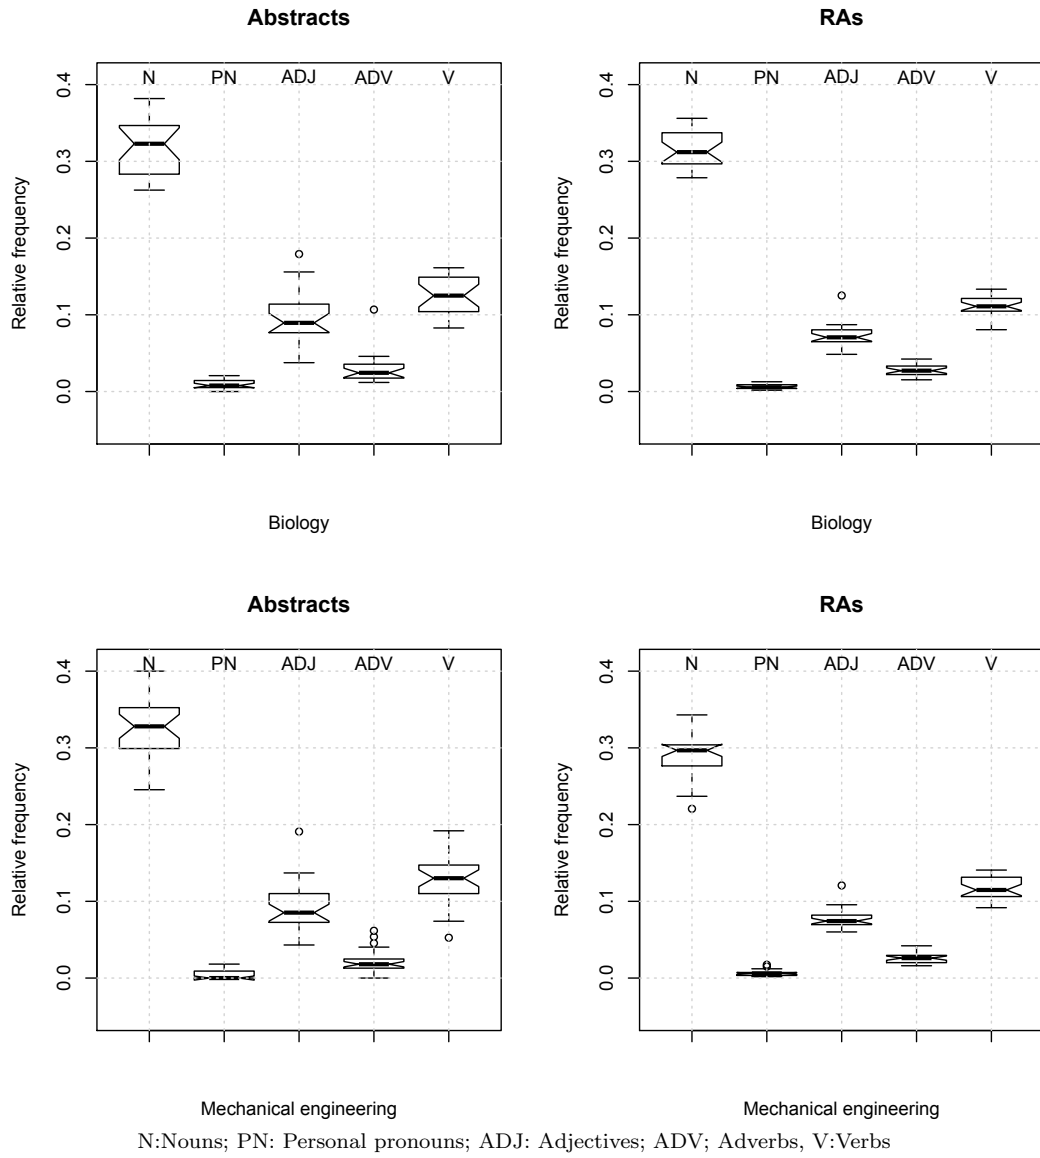 Abstracts
RAs
N PN ADJ ADV V
N PN ADJ ADV V
Relative frequency
0.4
0.3
0.2
0.1
0.0
Relative frequency
0.4
0.3
0.2
0.1
0.0
Biology
Biology
Abstracts
RAs
N PN ADJ ADV V
N PN ADJ ADV V
Relative frequency
0.4
0.3
0.2
0.1
0.0
Relative frequency
0.4
0.3
0.2
0.1
0.0
Mechanical engineering
Mechanical engineering
N:Nouns; PN: Personal pronouns; ADJ: Adjectives; ADV; Adverbs, V:Verbs